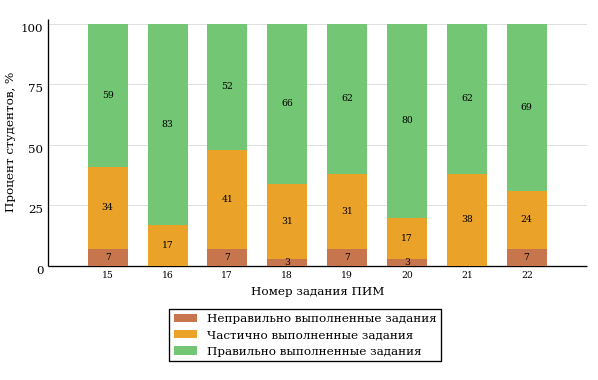 Процент студентов, %
100
75
50
25
0
59 83 52 66 62 80 62 69
34 17 41 31 31 17 38 24
7 7 3 7 3 7
15 16 17 18 19 20 21 22
Номер задания ПИМ
Неправильно выполненные задания
Частично выполненные задания
Правильно выполненные задания